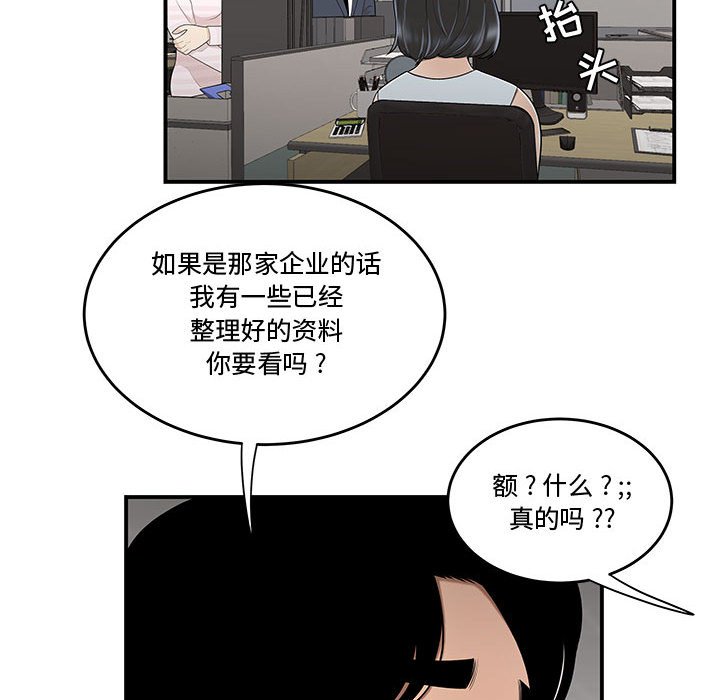 抬头
如果是那家企业的话
我有一些已经
整理好的资料
你要看吗?
额?什么?;;
真的吗??